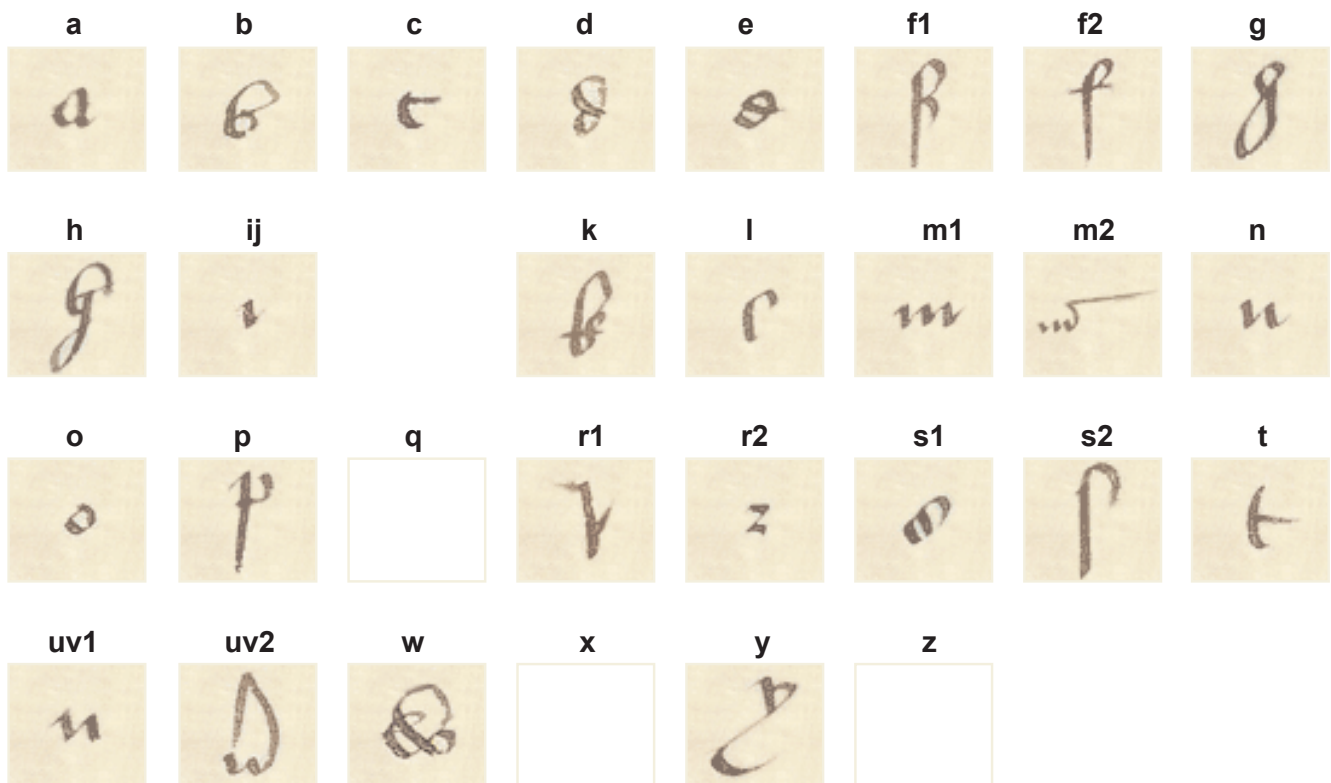 a b c d e f1 f2 g
a b c d e f f g
h ij k l m1 m2 n
h i k l m m n
o p q r1 r2 s1 s2 t
o p r r s s t
uv1 uv2 w x y z
u v w y